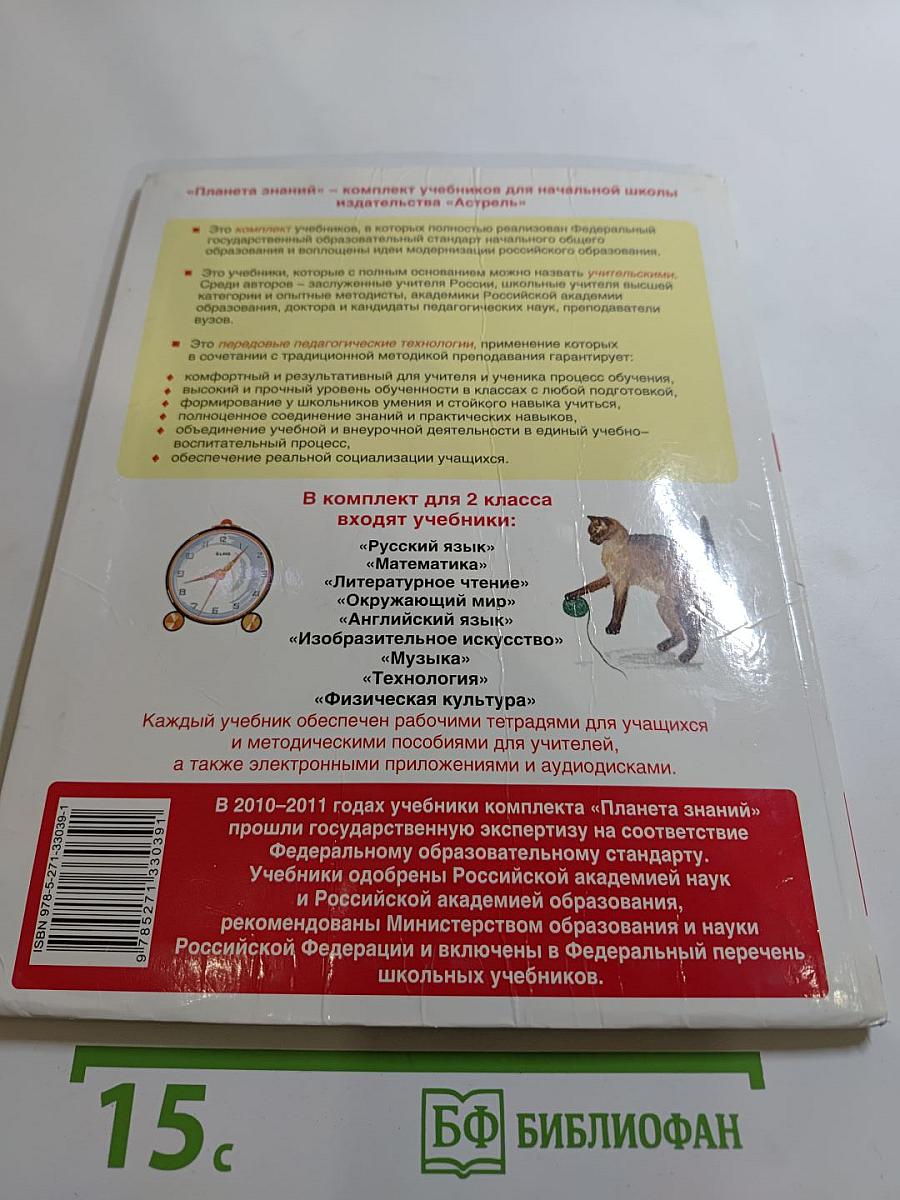 «Планета знаний» – комплект учебников для начальной школы
издательства «Астрель»
Это комплект учебников, в которых полностью реализован Федеральный
государственный образовательный стандарт начального общего
образования и воплощены идеи модернизации российского образования.
Это учебники, которые с полным основанием можно назвать учительскими.
Среди авторов – заслуженные учителя России, школьные учителя высшей
категории и опытные методисты, академики Российской академии
образования, доктора и кандидаты педагогических наук, преподаватели
вузов.
Это передовые педагогические технологии, применение которых
в сочетании с традиционной методикой преподавания гарантирует:
комфортный и результативный для учителя и ученика процесс обучения,
высокий и прочный уровень обученности в классах с любой подготовкой,
формирование у школьников умения и стойкого навыка учиться,
полноценное соединение знаний и практических навыков,
объединение учебной и внеурочной деятельности в единый учебно–
воспитательный процесс,
обеспечение реальной социализации учащихся.
В комплект для 2 класса
входят учебники:
«Русский язык»
«Математика»
«Литературное чтение»
«Окружающий мир»
«Английский язык»
«Изобразительное искусство»
«Музыка»
«Технология»
«Физическая культура»
Каждый учебник обеспечен рабочими тетрадями для учащихся
и методическими пособиями для учителей,
а также электронными приложениями и аудиодисками.
В 2010–2011 годах учебники комплекта «Планета знаний»
прошли государственную экспертизу на соответствие
Федеральному образовательному стандарту.
Учебники одобрены Российской академией наук
и Российской академией образования,
рекомендованы Министерством образования и науки
Российской Федерации и включены в Федеральный перечень
школьных учебников.
ISBN 978-5-271-33039-1
9 785271 330391
15 с
БФ БИБЛИОФАН